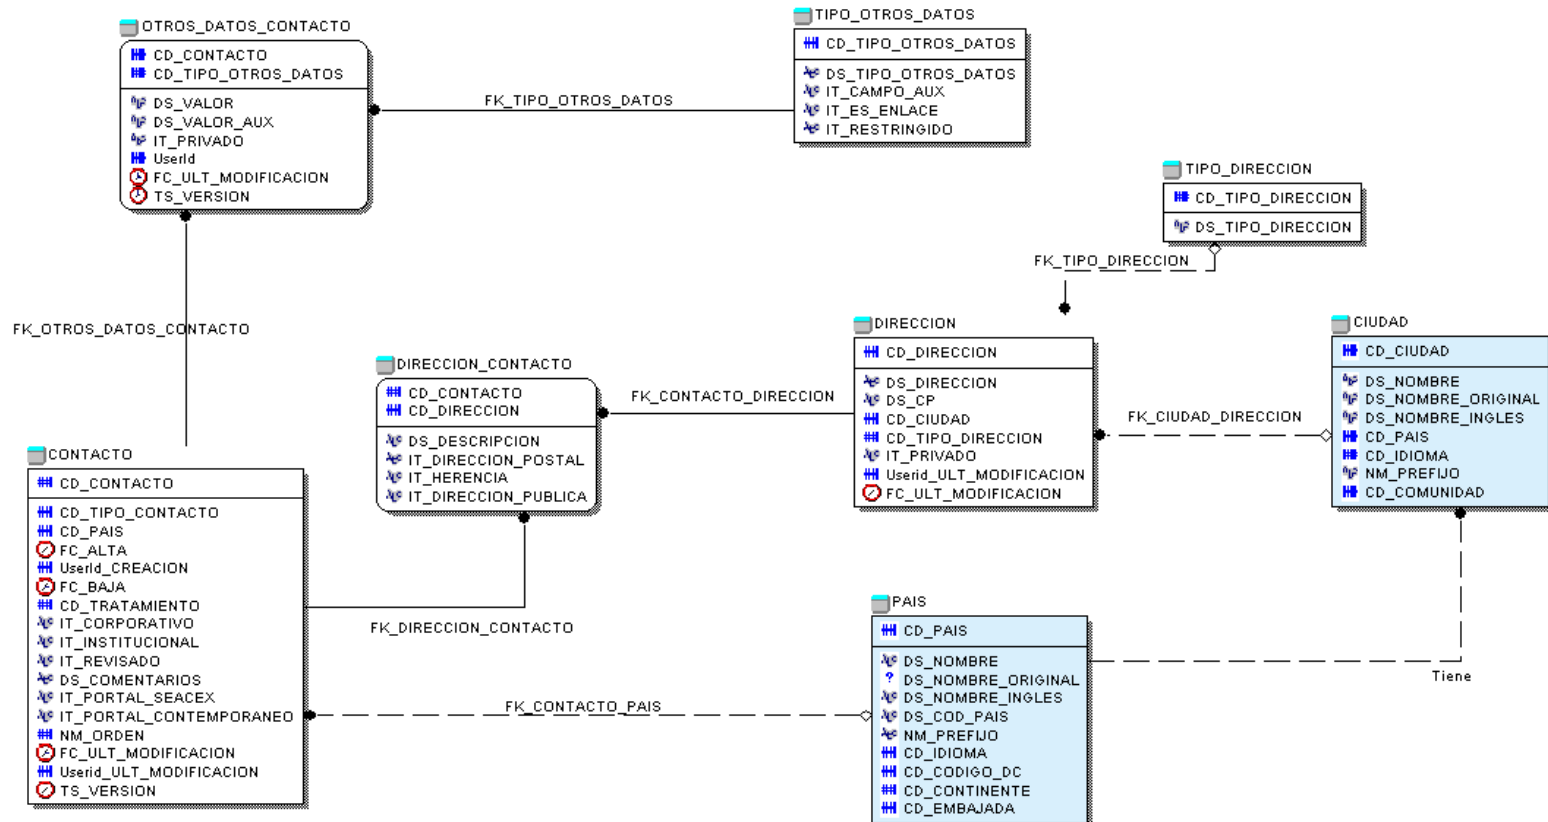 OTROS_DATOS_CONTACTO
CD_CONTACTO
CD_TIPO_OTROS_DATOS
DS_VALOR
DS_VALOR_AUX
IT_PRIVADO
UserId
FC_ULT_MODIFICACION
TS_VERSION
FK_TIPO_OTROS_DATOS
TIPO_OTROS_DATOS
CD_TIPO_OTROS_DATOS
DS_TIPO_OTROS_DATOS
IT_CAMPO_AUX
IT_ES_ENLACE
IT_RESTRINGIDO
TIPO_DIRECCION
CD_TIPO_DIRECCION
DS_TIPO_DIRECCION
FK_TIPO_DIRECCION
FK_OTROS_DATOS_CONTACTO
DIRECCION_CONTACTO
CD_CONTACTO
CD_DIRECCION
DS_DESCRIPCION
IT_DIRECCION_POSTAL
IT_HERENCIA
IT_DIRECCION_PUBLICA
FK_CONTACTO_DIRECCION
DIRECCION
CD_DIRECCION
DS_DIRECCION
DS_CP
CD_CIUDAD
CD_TIPO_DIRECCION
IT_PRIVADO
Userid_ULT_MODIFICACION
FC_ULT_MODIFICACION
FK_CIUDAD_DIRECCION
CIUDAD
CD_CIUDAD
DS_NOMBRE
DS_NOMBRE_ORIGINAL
DS_NOMBRE_INGLES
CD_PAIS
CD_IDIOMA
NM_PREFIJO
CD_COMUNIDAD
CONTACTO
CD_CONTACTO
CD_TIPO_CONTACTO
CD_PAIS
FC_ALTA
UserId_CREACION
FC_BAJA
CD_TRATAMIENTO
IT_CORPORATIVO
IT_INSTITUCIONAL
IT_REVISADO
DS_COMENTARIOS
IT_PORTAL_SEACEX
IT_PORTAL_CONTEMPORANEO
NM_ORDEN
FC_ULT_MODIFICACION
Userid_ULT_MODIFICACION
TS_VERSION
FK_DIRECCION_CONTACTO
FK_CONTACTO_PAIS
PAIS
CD_PAIS
DS_NOMBRE
? DS_NOMBRE_ORIGINAL
DS_NOMBRE_INGLES
DS_COD_PAIS
NM_PREFIJO
CD_IDIOMA
CD_CODIGO_DC
CD_CONTINENTE
CD_EMBAJADA
Tiene